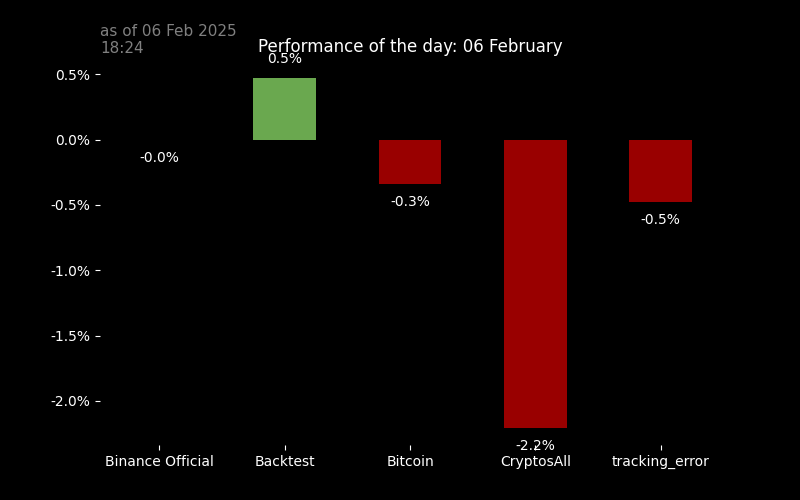 as of 06 Feb 2025
18:24
Performance of the day: 06 February
0.5%
0.5%
0.0%
-0.0%
-0.3%
-0.5%
-0.5%
-1.0%
-1.5%
-2.0%
-2.2%
Binance Official
Backtest
Bitcoin
CryptosAll
tracking_error